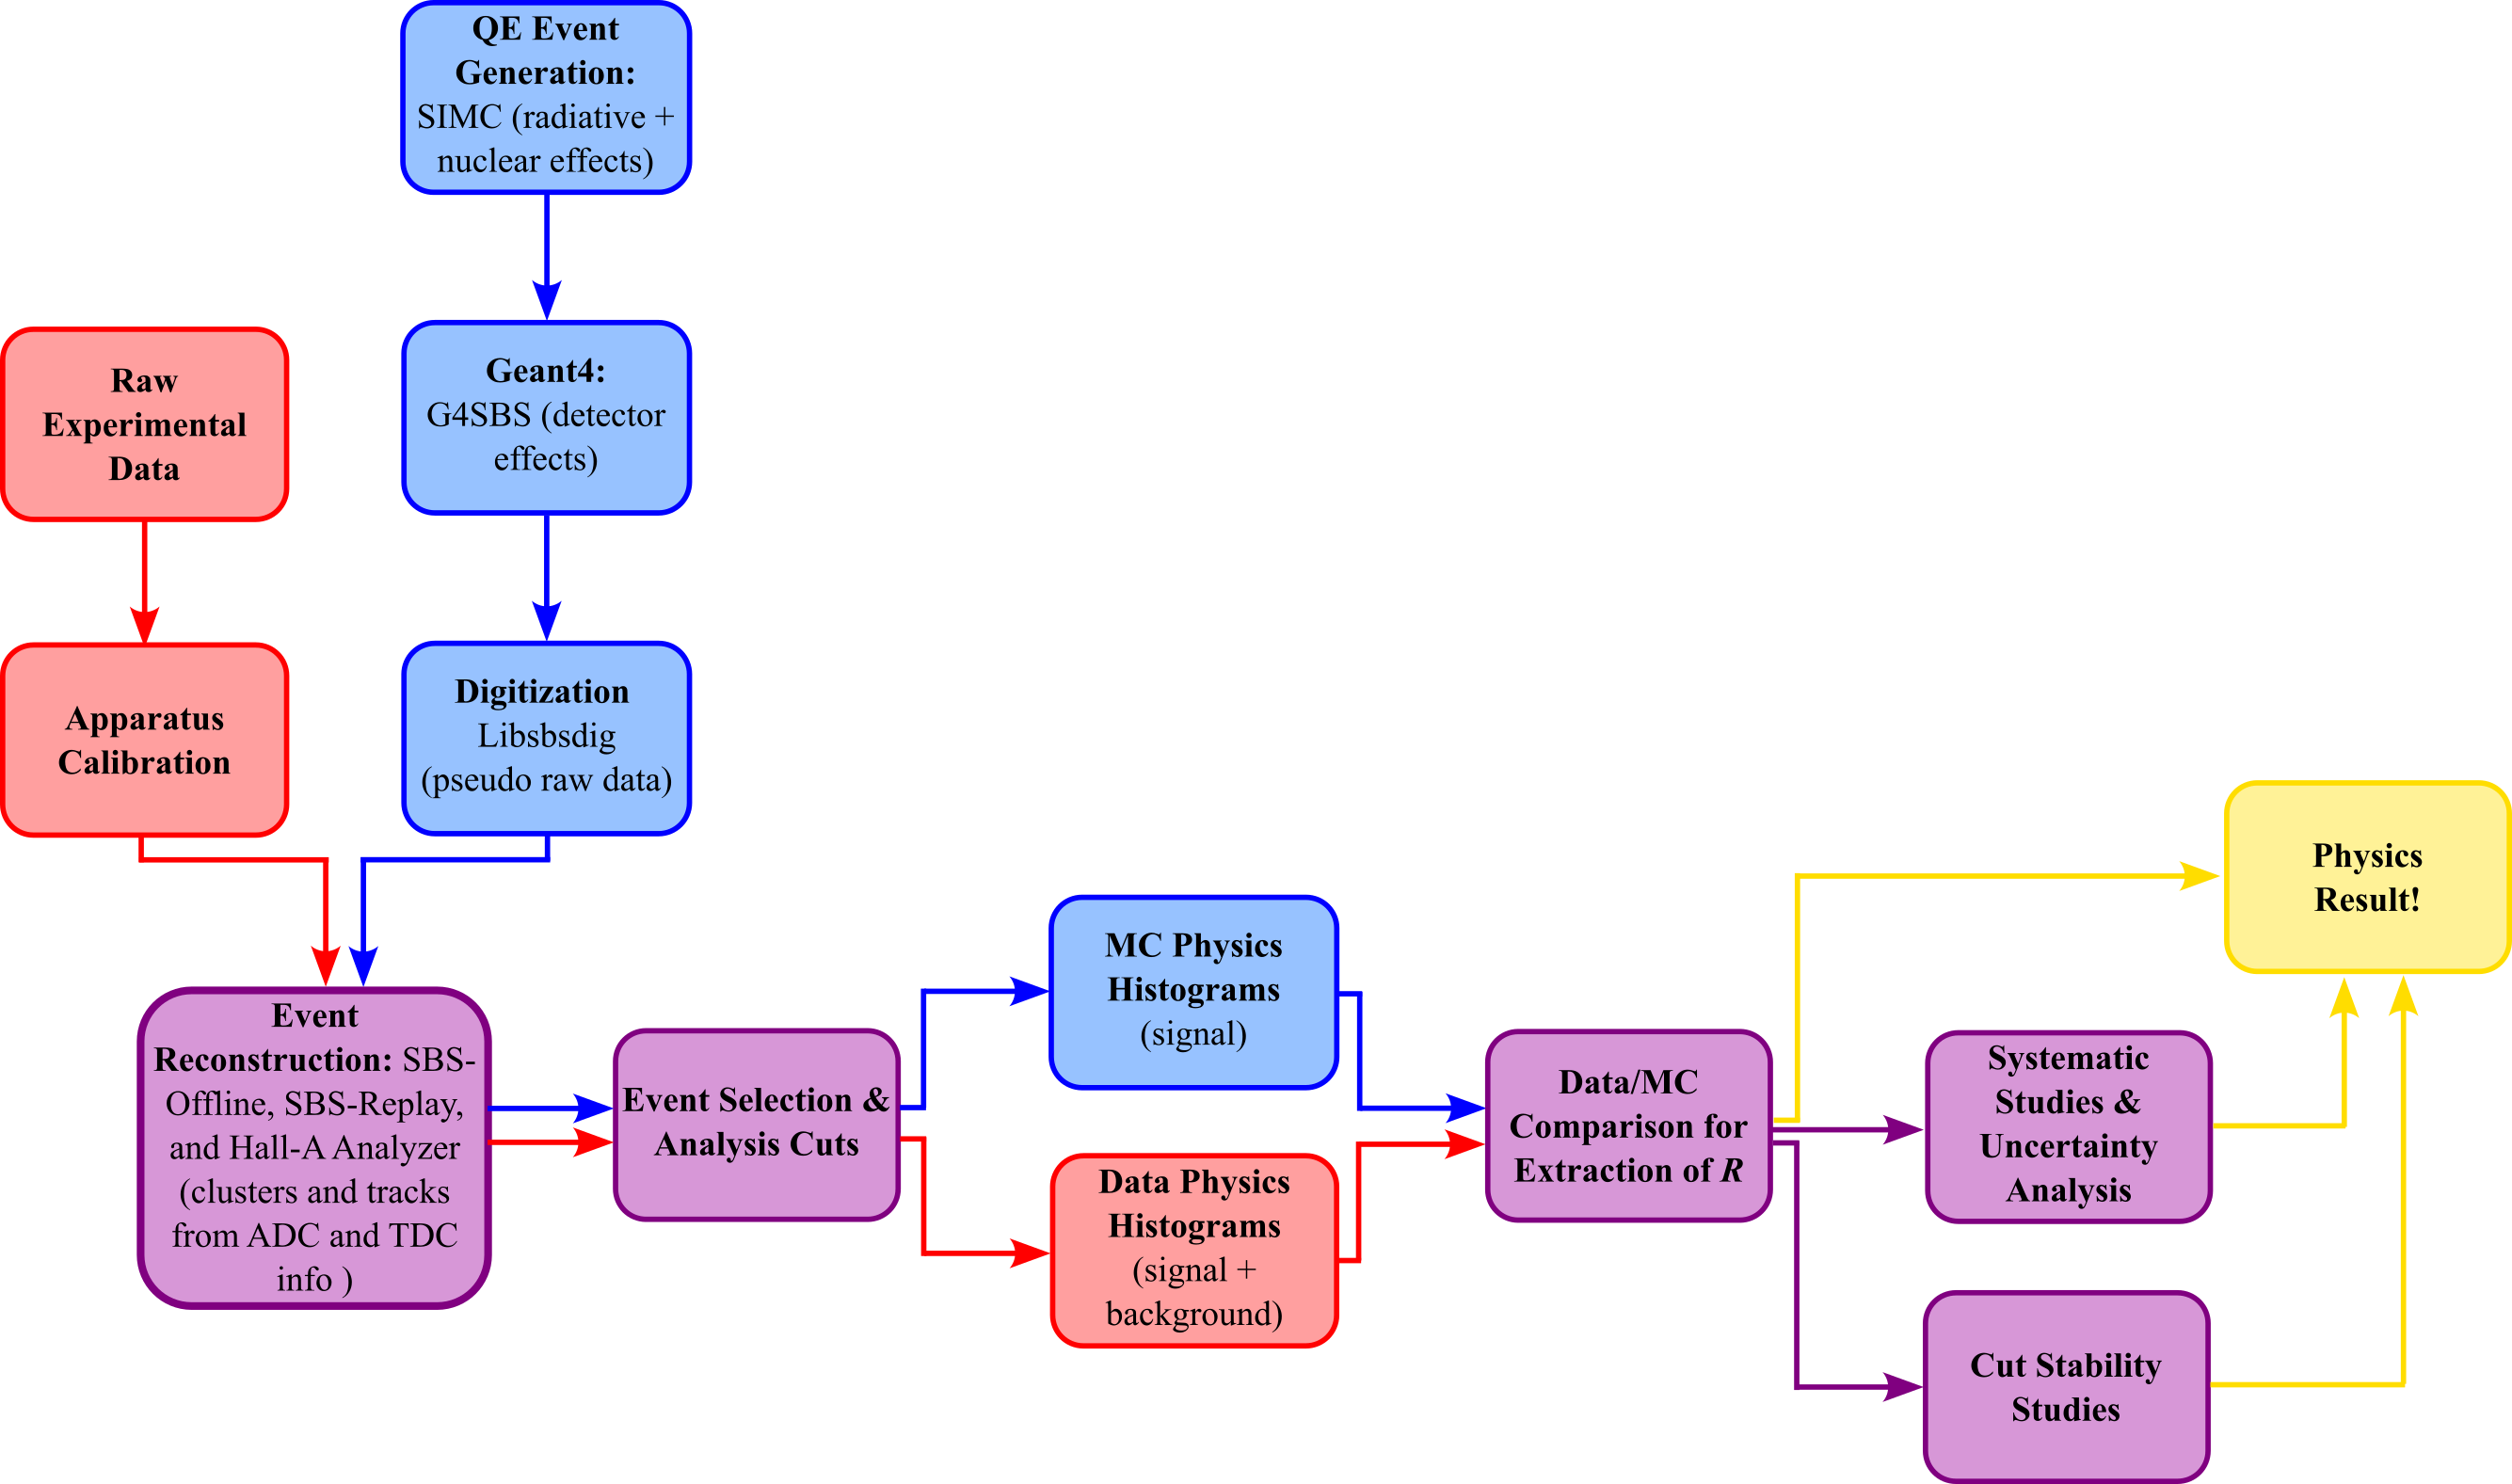 QE Event
Generation:
SIMC (radiative +
nuclear effects)
Raw
Experimental
Data
Geant4:
G4SBS (detector
effects)
Apparatus
Calibration
Digitization
Libsbsdig
(pseudo raw data)
Event
Reconstruction: SBS-
Offline, SBS-Replay,
and Hall-A Analyzer
(clusters and tracks
from ADC and TDC
info )
Event Selection &
Analysis Cuts
MC Physics
Histograms
(signal)
Data Physics
Histograms
(signal +
background)
Data/MC
Comparison for
Extraction of R
Physics
Result!
Systematic
Studies &
Uncertainty
Analysis
Cut Stability
Studies